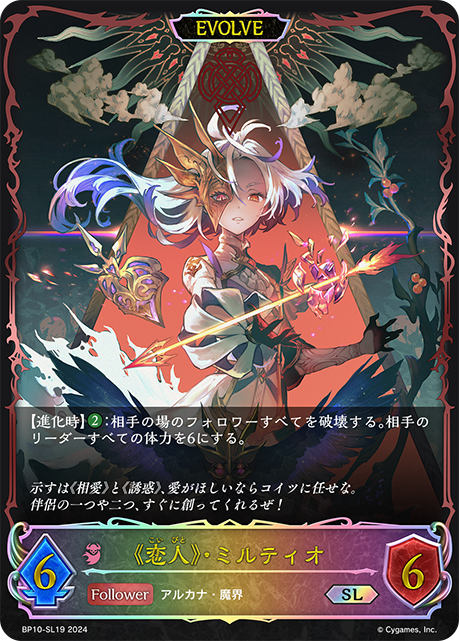 EVOLVE
【進化時】2:相手の場のフォロワーすべてを破壊する。相手の
リーダーすべての体力を6にする。
示すは《相愛》と《誘惑》、愛がほしいならコイツに任せな。
伴侶の一つや二つ、すぐに創ってくれるぜ!
こい びと
《恋人》・ミルティオ
6
Follower アルカナ・魔界
SL
6
BP10-SL19 2024
© Cygames, Inc.